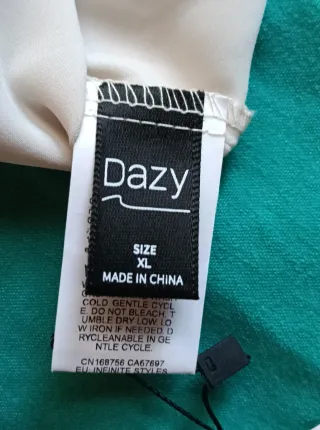 Dazy
SIZE
XL
MADE IN CHINA
COLD. GENTLE CYCL
E. DO NOT BLEACH. T
UMBLE DRY LOW. LO
W IRON IF NEEDED. D
RYCLEANABLE IN GE
NTLE CYCLE.
CN168756 CA67697
EU: INFINITE STYLES